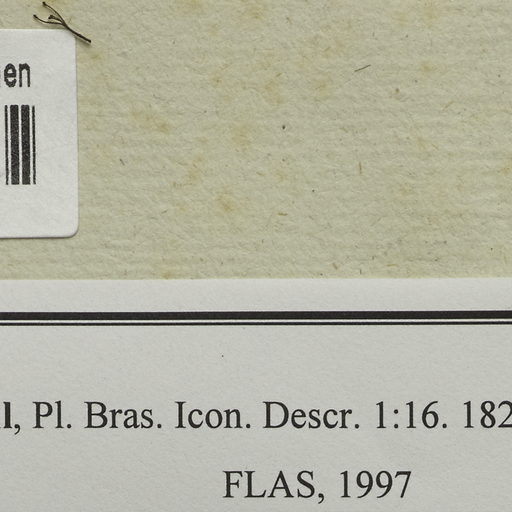 en
l, Pl. Bras. Icon. Descr. 1:16. 182
FLAS, 1997